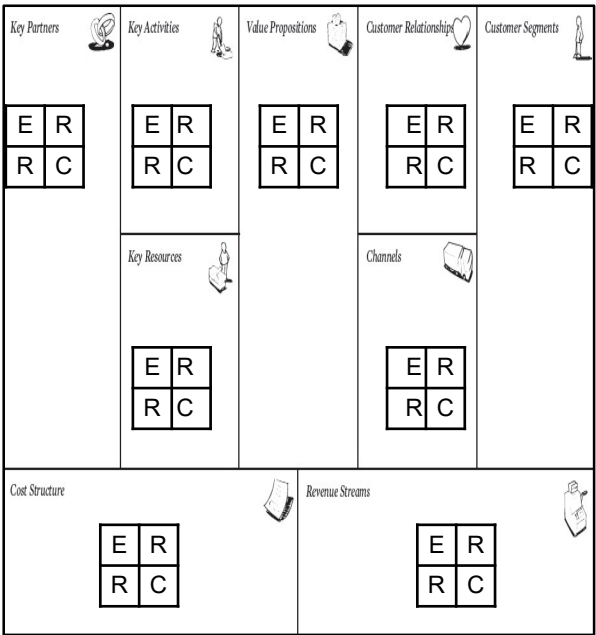 Key Partners
Key Activities
Value Propositions
Customer Relationships
Customer Segments
E R
R C
E R
R C
E R
R C
E R
R C
E R
R C
Key Resources
Channels
E R
R C
E R
R C
Cost Structure
Revenue Streams
E R
R C
E R
R C